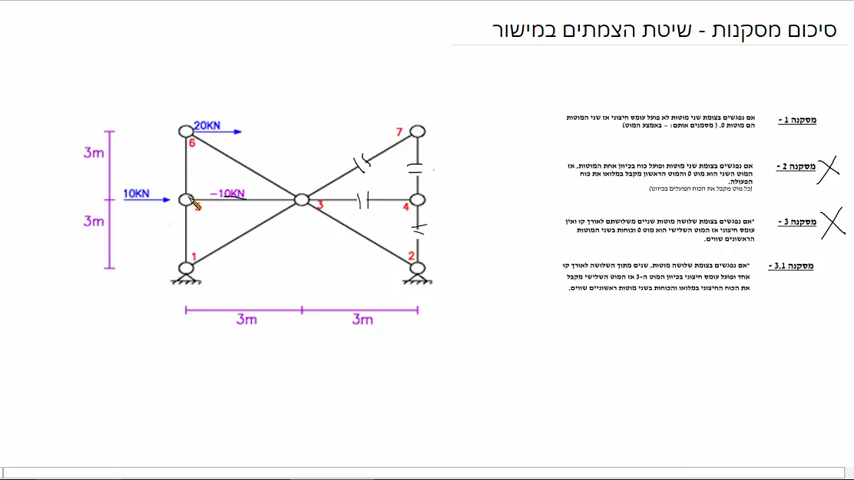 סיכום מסקנות - שיטת הצמתים במישור
מסקנה 1 -
אם נפגשים בצומת שני מוטות לא פועל עומס חיצוני אז שני המוטות
הם מוטות 0. ( מסמנים אותם: = באמצע המוט)
מסקנה 2 -
אם נפגשים בצומת שני מוטות ופועל כוח בכיוון אחת המוטות, אז
המוט השני הוא מוט 0 והמוט הראשון מקבל במלואו את כוח
הפעולה.
(כל מוט מקבל את הכוח הפועלים בכיוונו)
מסקנה 3 -
*אם נפגשים בצומת שלושה מוטות שניים משלושתם לאורך קו ואין
עומס חיצוני אז המוט השלישי הוא מוט 0 וכוחות בשני המוטות
הראשונים שווים.
מסקנה 3.1 -
*אם נפגשים בצומת שלושה מוטות, שנים מתוך השלושה לאורך קו
אחד ופועל עומס חיצוני בכיוון המוט ה-3 אז המוט השלישי מקבל
את הכוח החיצוני במלואו והכוחות בשני מוטות ראשוניים שווים.
20KN
6
7
3m
10KN
-10KN
3
4
3m
1
2
3m
3m